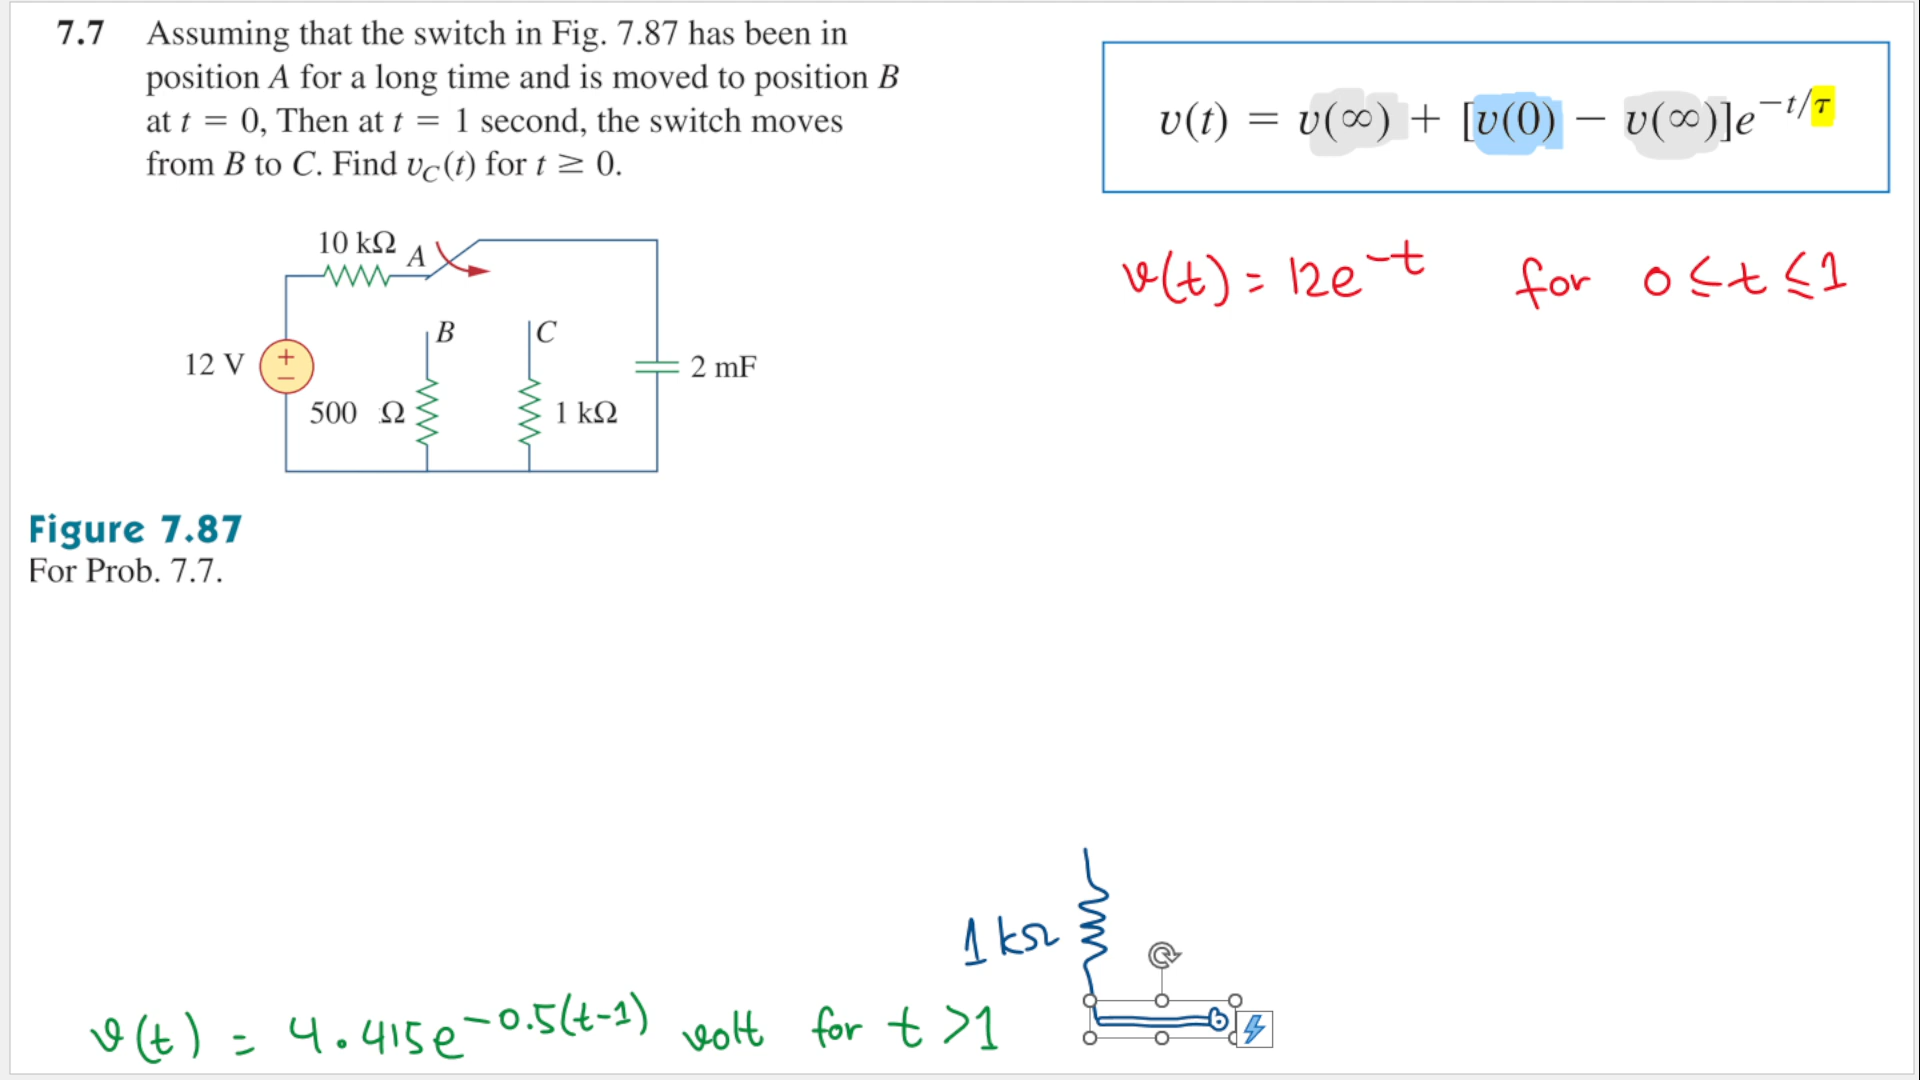 7.7 Assuming that the switch in Fig. 7.87 has been in
position A for a long time and is moved to position B
at t = 0, Then at t = 1 second, the switch moves
from B to C. Find v_C(t) for t ≥ 0.
v(t) = v(∞) + [v(0) − v(∞)]e^{−t/τ}
v(t) = 12e^{-t} for 0 ≤ t ≤ 1
10 kΩ
A
B
C
12 V
+
−
2 mF
500 Ω
1 kΩ
Figure 7.87
For Prob. 7.7.
1 kΩ
v(t) = 4.415e^{-0.5(t-1)} volt for t > 1